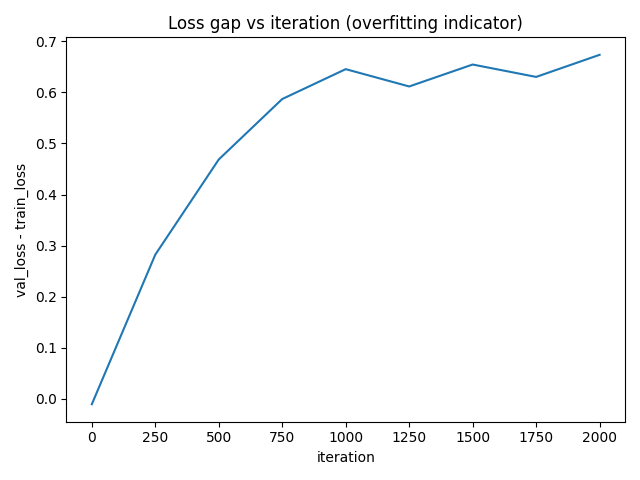 Loss gap vs iteration (overfitting indicator)
val_loss - train_loss
0.7
0.6
0.5
0.4
0.3
0.2
0.1
0.0
0 250 500 750 1000 1250 1500 1750 2000
iteration